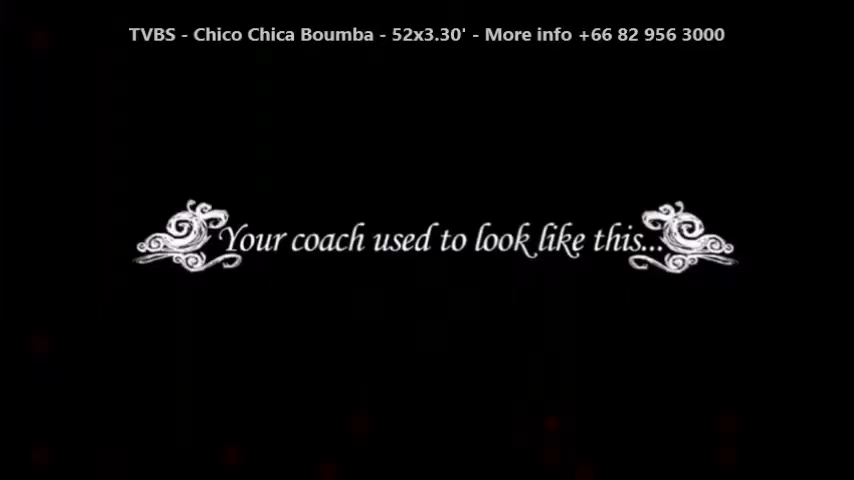 TVBS - Chico Chica Boumba - 52x3.30' - More info +66 82 956 3000
Your coach used to look like this...